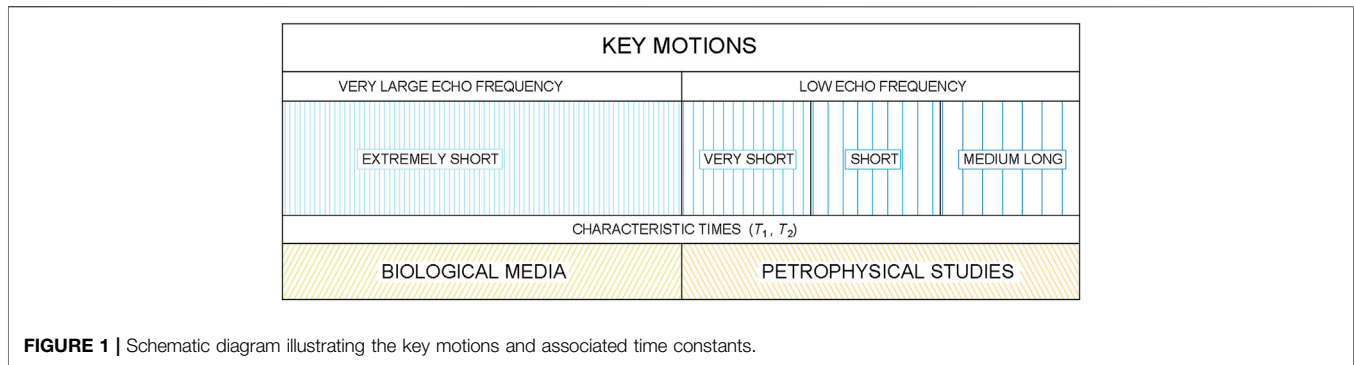 KEY MOTIONS
VERY LARGE ECHO FREQUENCY
LOW ECHO FREQUENCY
EXTREMELY SHORT
VERY SHORT
SHORT
MEDIUM LONG
CHARACTERISTIC TIMES (T₁, T₂)
BIOLOGICAL MEDIA
PETROPHYSICAL STUDIES
FIGURE 1 | Schematic diagram illustrating the key motions and associated time constants.